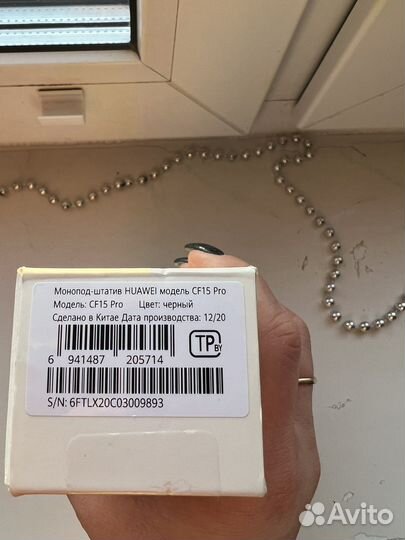 Монопод-штатив HUAWEI модель CF15 Pro
Модель: CF15 Pro Цвет: черный
Сделано в Китае Дата производства: 12/20
6 941487 205714
TP BY
S/N: 6FTLX20C03009893
Avito